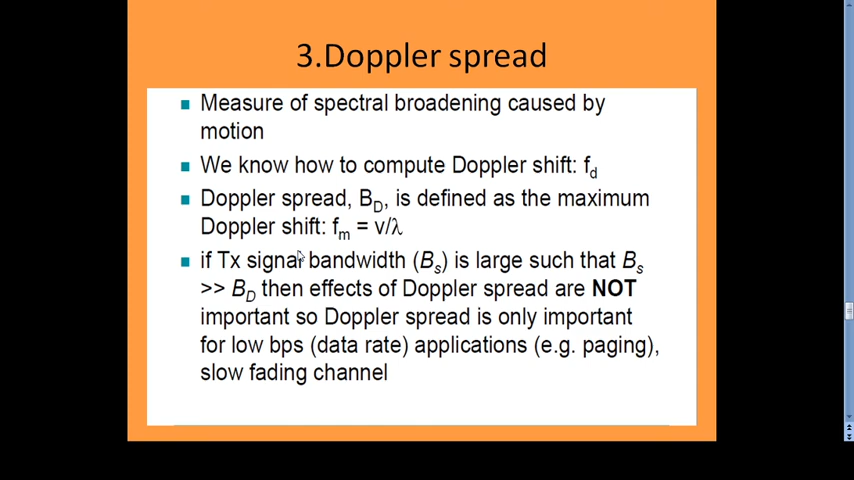 3.Doppler spread
Measure of spectral broadening caused by
motion
We know how to compute Doppler shift: fd
Doppler spread, BD, is defined as the maximum
Doppler shift: fm = v/λ
if Tx signal bandwidth (Bs) is large such that Bs
>> BD then effects of Doppler spread are NOT
important so Doppler spread is only important
for low bps (data rate) applications (e.g. paging),
slow fading channel